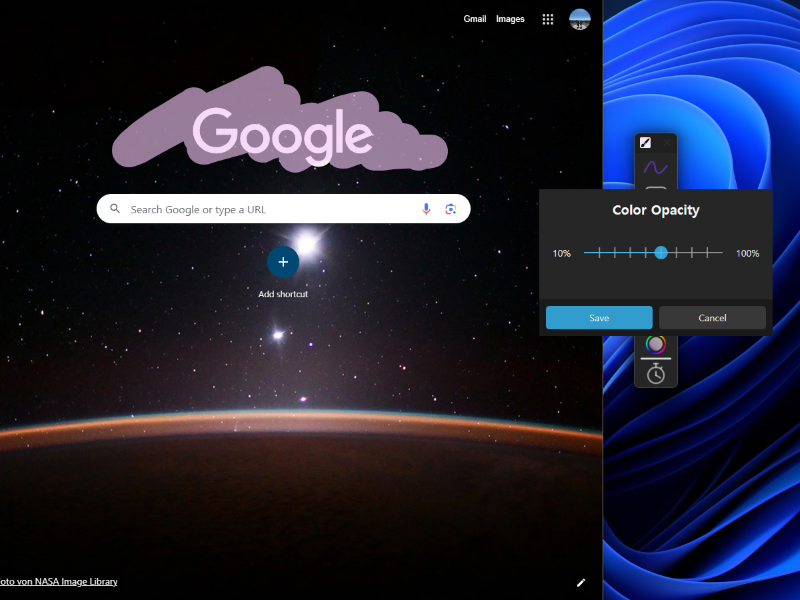 Gmail Images
Google
Search Google or type a URL
Add shortcut
Color Opacity
10% 100%
Save Cancel
oto von NASA Image Library